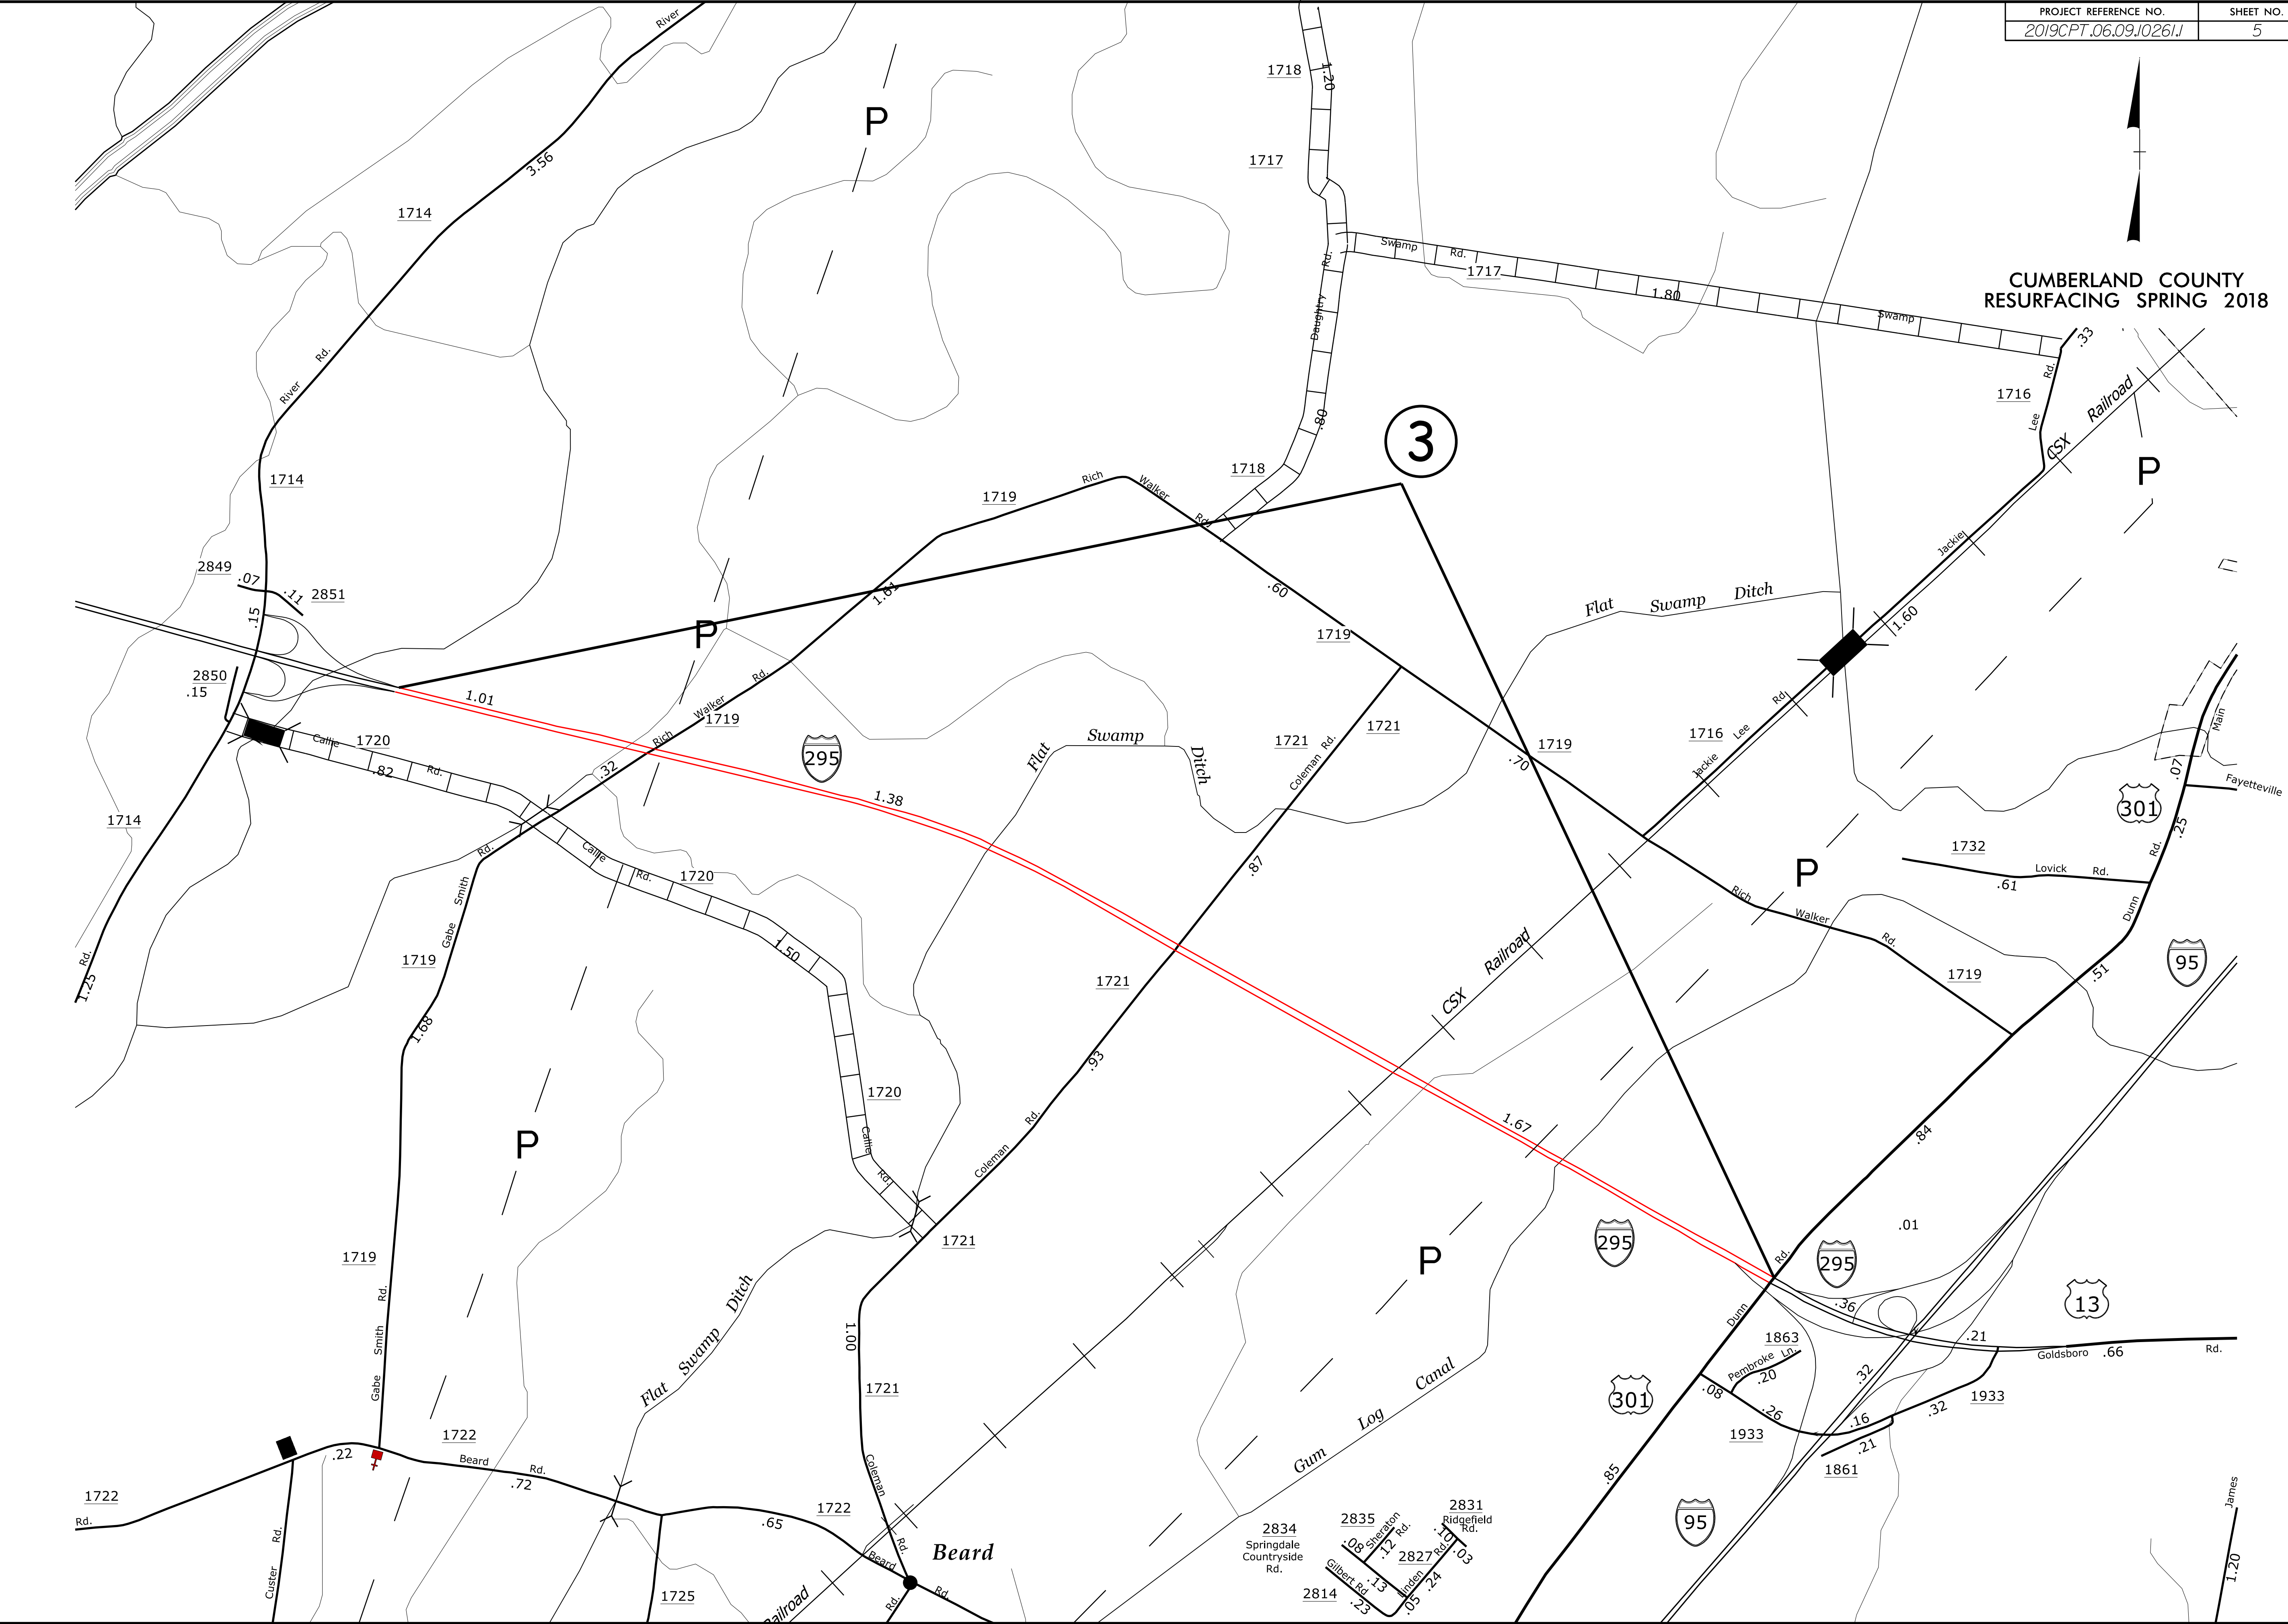 PROJECT REFERENCE NO. SHEET NO.
2019CPT.06.09.10261.1 5
CUMBERLAND COUNTY
RESURFACING SPRING 2018
River
3.56
1714
River Rd.
1714
P
1718
1.20
1717
Swamp Rd.
1717
1.80
Swamp
.33
Rd.
1716
Lee
CSX Railroad
P
Daughtry Rd.
.80
3
1718
1719
Rich Walker Rd.
1.61
.60
1719
2849
.07
.11
2851
.15
2850
.15
P
1.01
Rich Walker Rd.
1719
.32
295
1.38
Callie Rd.
1720
.82
1714
Rd.
1.25
Callie Rd.
1720
1.50
1720
Callie Rd.
Flat Swamp Ditch
Flat Swamp Ditch
1721
Coleman Rd.
1721
.87
1719
.70
Jackie
1.60
1716
Jackie Lee Rd.
301
Main
.07
Fayetteville
.25
Rd.
1732
Lovick Rd.
.61
Dunn
P
Rich Walker Rd.
1719
.51
95
Gabe Smith Rd.
1719
1.68
P
1721
.93
Coleman Rd.
CSX Railroad
1.67
.84
1719
Gabe Smith Rd.
Flat Swamp Ditch
1721
1.00
1721
Coleman Rd.
P
295
.01
295
Rd.
Dunn
.36
13
.21
Goldsboro .66 Rd.
1863
Pembroke Ln.
.20
.08
.26
1933
.32
.16
.32
1933
.21
1861
301
.85
95
Gum Log Canal
1722
Rd.
.22
1722
Beard Rd.
.72
1722
.65
Beard Rd.
Beard
Rd.
Custer Rd.
1725
Railroad
2834
Springdale
Countryside
Rd.
2835
Sheraton Rd.
.08
.12
2831
Ridgefield
Rd.
.10
.03
2827
Rd.
Linden
.13
.24
.05
Gilbert Rd
2814
.23
James
1.20